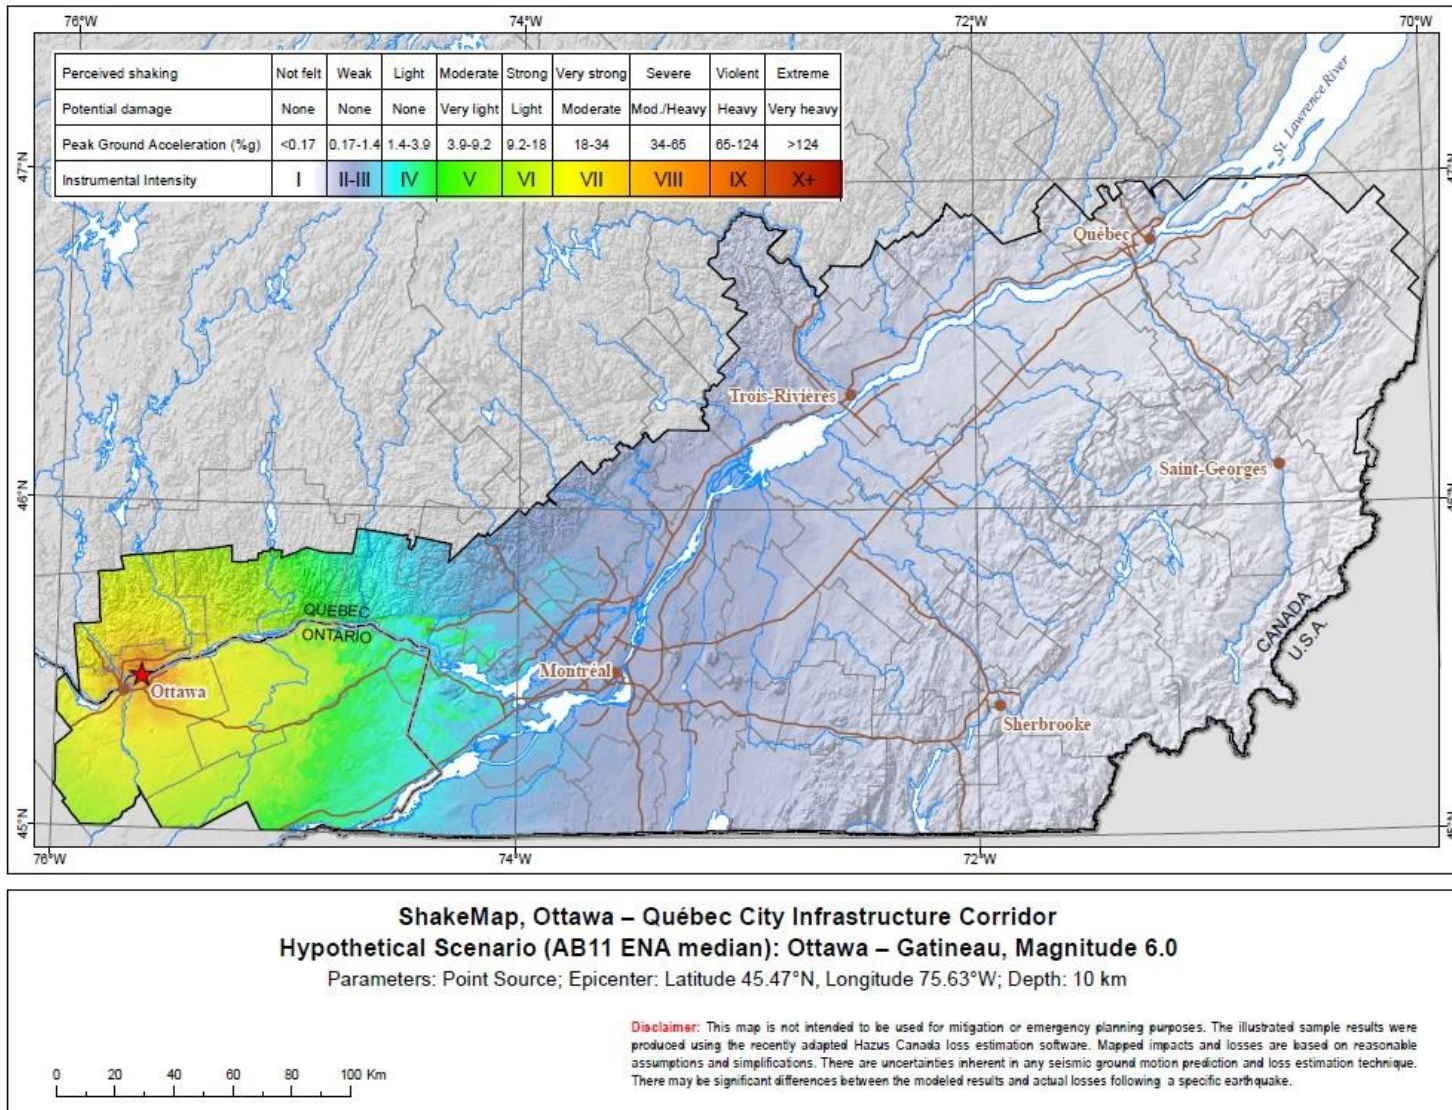 76°W 74°W 72°W 70°W
Perceived shaking Not felt Weak Light Moderate Strong Very strong Severe Violent Extreme
Potential damage None None None Very light Light Moderate Mod./Heavy Heavy Very heavy
Peak Ground Acceleration (%g) <0.17 0.17-1.4 1.4-3.9 3.9-9.2 9.2-18 18-34 34-65 65-124 >124
Instrumental Intensity I II-III IV V VI VII VIII IX X+
St. Lawrence River
47°N 47°N
Québec
Trois-Rivières
Saint-Georges
46°N 46°N
QUEBEC
ONTARIO
CANADA
U.S.A.
Montréal
Ottawa
Sherbrooke
45°N 45°N
76°W 74°W 72°W
ShakeMap, Ottawa – Québec City Infrastructure Corridor
Hypothetical Scenario (AB11 ENA median): Ottawa – Gatineau, Magnitude 6.0
Parameters: Point Source; Epicenter: Latitude 45.47°N, Longitude 75.63°W; Depth: 10 km
Disclaimer: This map is not intended to be used for mitigation or emergency planning purposes. The illustrated sample results were
produced using the recently adapted Hazus Canada loss estimation software. Mapped impacts and losses are based on reasonable
assumptions and simplifications. There are uncertainties inherent in any seismic ground motion prediction and loss estimation technique.
There may be significant differences between the modeled results and actual losses following a specific earthquake.
0 20 40 60 80 100 Km